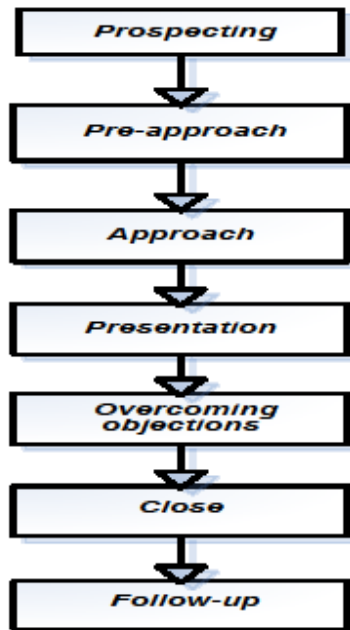 Prospecting
Pre-approach
Approach
Presentation
Overcoming
objections
Close
Follow-up